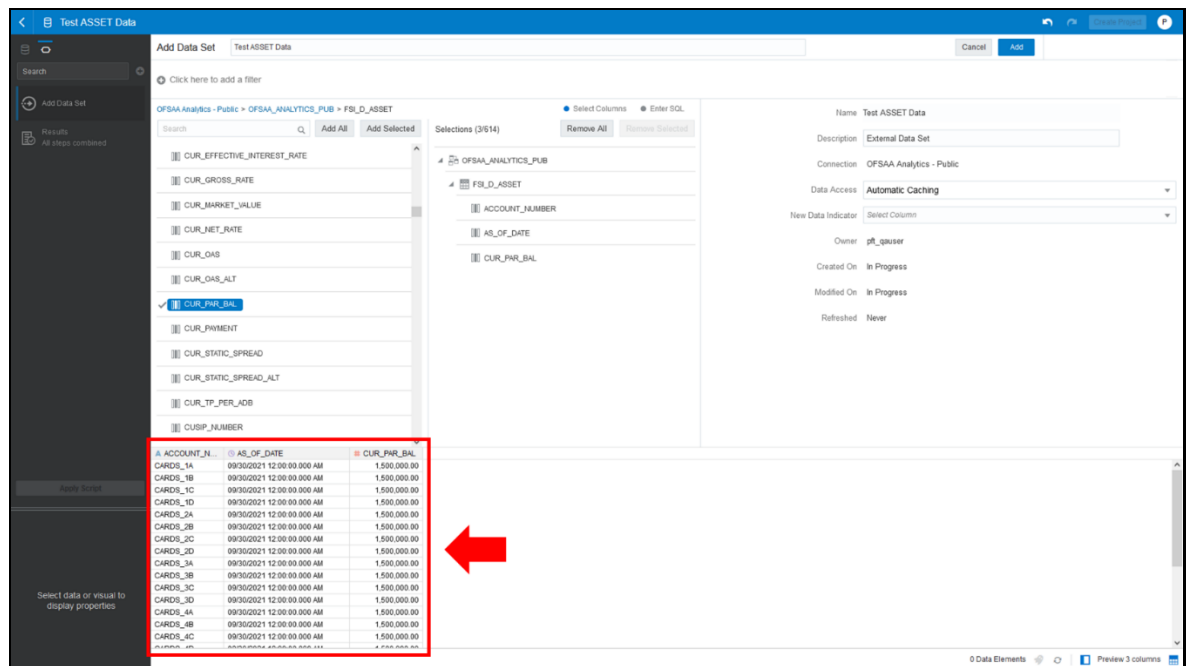 Test ASSET Data
Create Project
P
Search
Add Data Set
Results
All steps combined
Apply Script
Select data or visual to
display properties
Add Data Set
Test ASSET Data
Cancel
Add
Click here to add a filter
OFSAA Analytics - Public > OFSAA_ANALYTICS_PUB > FSI_D_ASSET
Select Columns
Enter SQL
Search
Add All
Add Selected
Selections (3/614)
Remove All
Remove Selected
CUR_EFFECTIVE_INTEREST_RATE
CUR_GROSS_RATE
CUR_MARKET_VALUE
CUR_NET_RATE
CUR_OAS
CUR_OAS_ALT
CUR_PAR_BAL
CUR_PAYMENT
CUR_STATIC_SPREAD
CUR_STATIC_SPREAD_ALT
CUR_TP_PER_ADB
CUSIP_NUMBER
OFSAA_ANALYTICS_PUB
FSI_D_ASSET
ACCOUNT_NUMBER
AS_OF_DATE
CUR_PAR_BAL
Name Test ASSET Data
Description External Data Set
Connection OFSAA Analytics - Public
Data Access Automatic Caching
New Data Indicator Select Column
Owner pft_qauser
Created On In Progress
Modified On In Progress
Refreshed Never
A ACCOUNT_N... AS_OF_DATE # CUR_PAR_BAL
CARDS_1A 09/30/2021 12:00:00.000 AM 1,500,000.00
CARDS_1B 09/30/2021 12:00:00.000 AM 1,500,000.00
CARDS_1C 09/30/2021 12:00:00.000 AM 1,500,000.00
CARDS_1D 09/30/2021 12:00:00.000 AM 1,500,000.00
CARDS_2A 09/30/2021 12:00:00.000 AM 1,500,000.00
CARDS_2B 09/30/2021 12:00:00.000 AM 1,500,000.00
CARDS_2C 09/30/2021 12:00:00.000 AM 1,500,000.00
CARDS_2D 09/30/2021 12:00:00.000 AM 1,500,000.00
CARDS_3A 09/30/2021 12:00:00.000 AM 1,500,000.00
CARDS_3B 09/30/2021 12:00:00.000 AM 1,500,000.00
CARDS_3C 09/30/2021 12:00:00.000 AM 1,500,000.00
CARDS_3D 09/30/2021 12:00:00.000 AM 1,500,000.00
CARDS_4A 09/30/2021 12:00:00.000 AM 1,500,000.00
CARDS_4B 09/30/2021 12:00:00.000 AM 1,500,000.00
CARDS_4C 09/30/2021 12:00:00.000 AM 1,500,000.00
0 Data Elements
Preview 3 columns